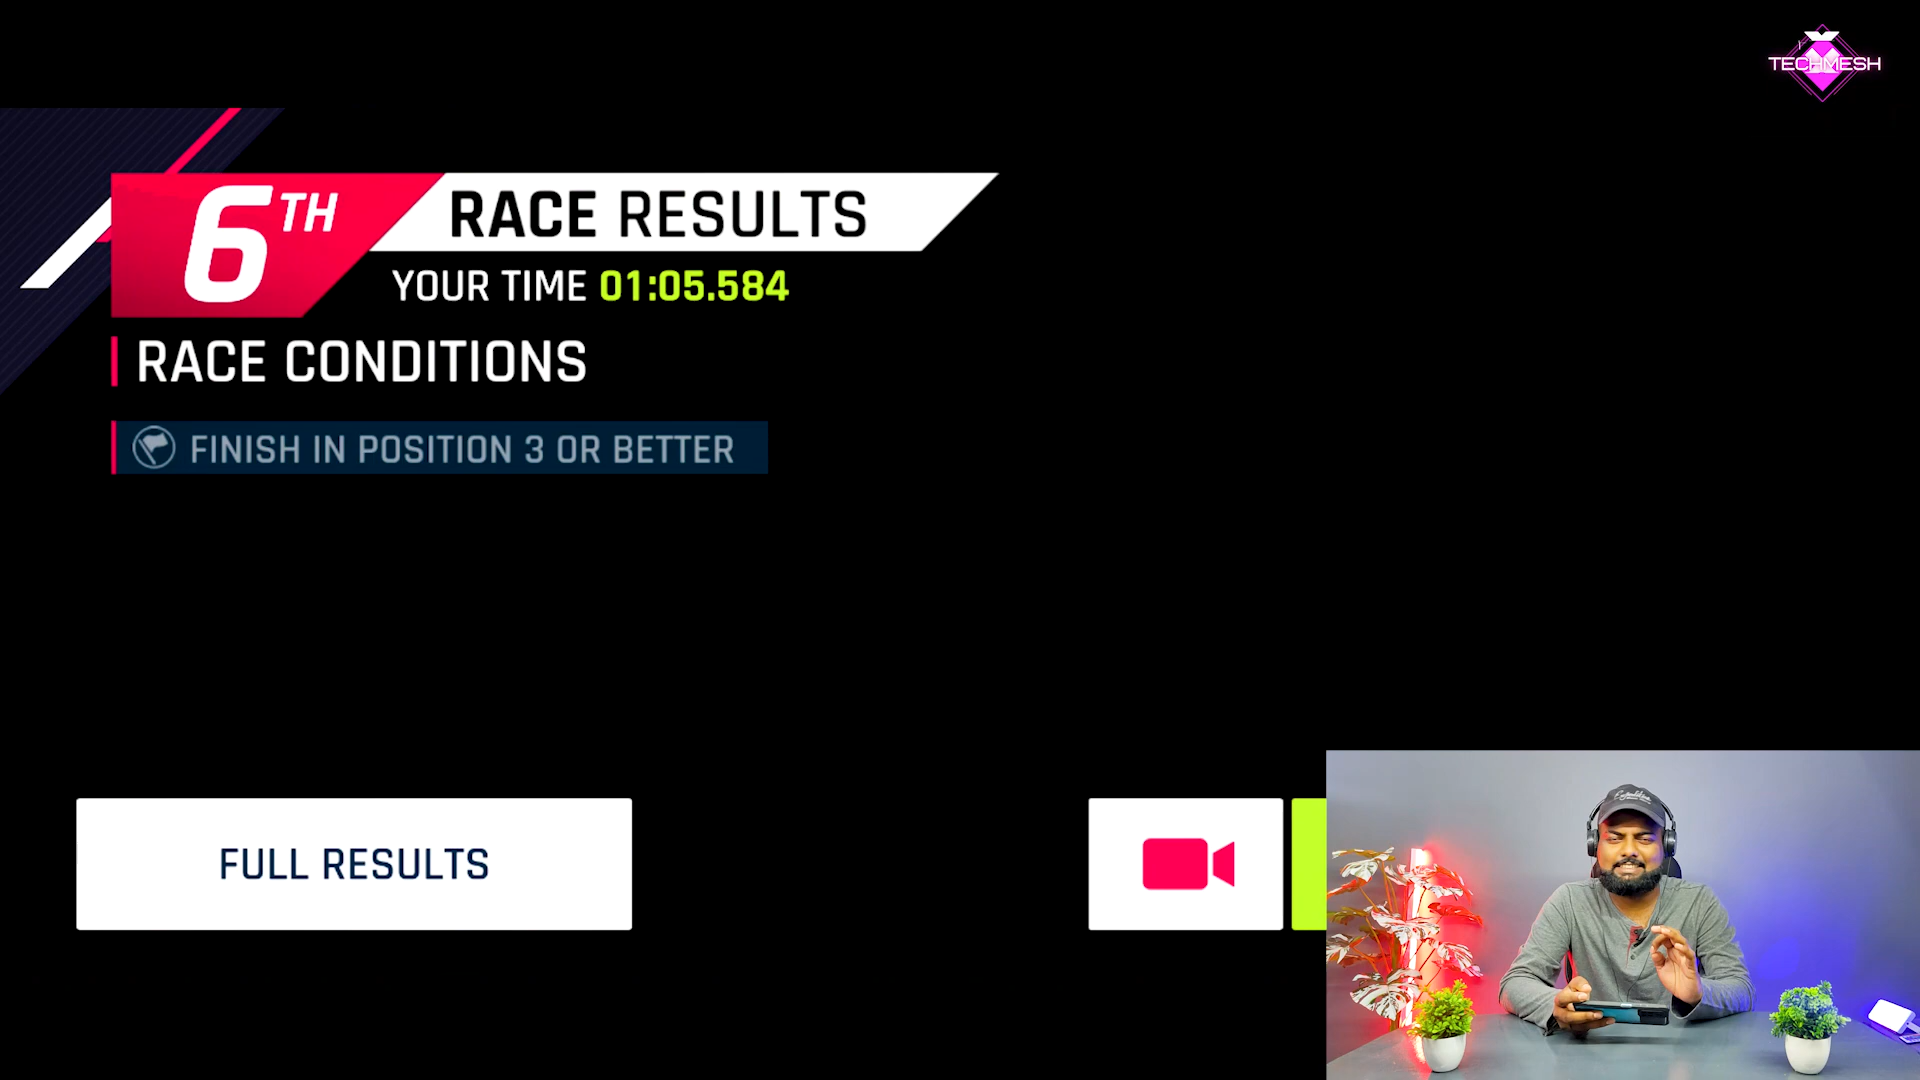 TECHMESH
6TH
RACE RESULTS
YOUR TIME 01:05.584
RACE CONDITIONS
FINISH IN POSITION 3 OR BETTER
FULL RESULTS